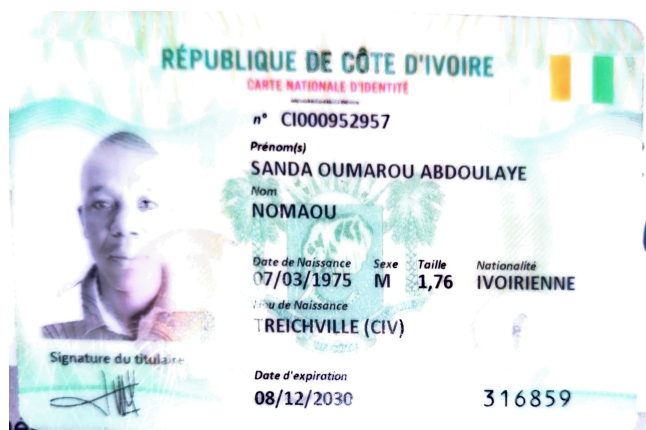 RÉPUBLIQUE DE CÔTE D'IVOIRE
CARTE NATIONALE D'IDENTITÉ
n° CI000952957
Prénom(s)
SANDA OUMAROU ABDOULAYE
Nom
NOMAOU
Date de Naissance Sexe Taille Nationalité
07/03/1975 M 1,76 IVOIRIENNE
Lieu de Naissance
TREICHVILLE (CIV)
Signature du titulaire
Date d'expiration
08/12/2030 316859